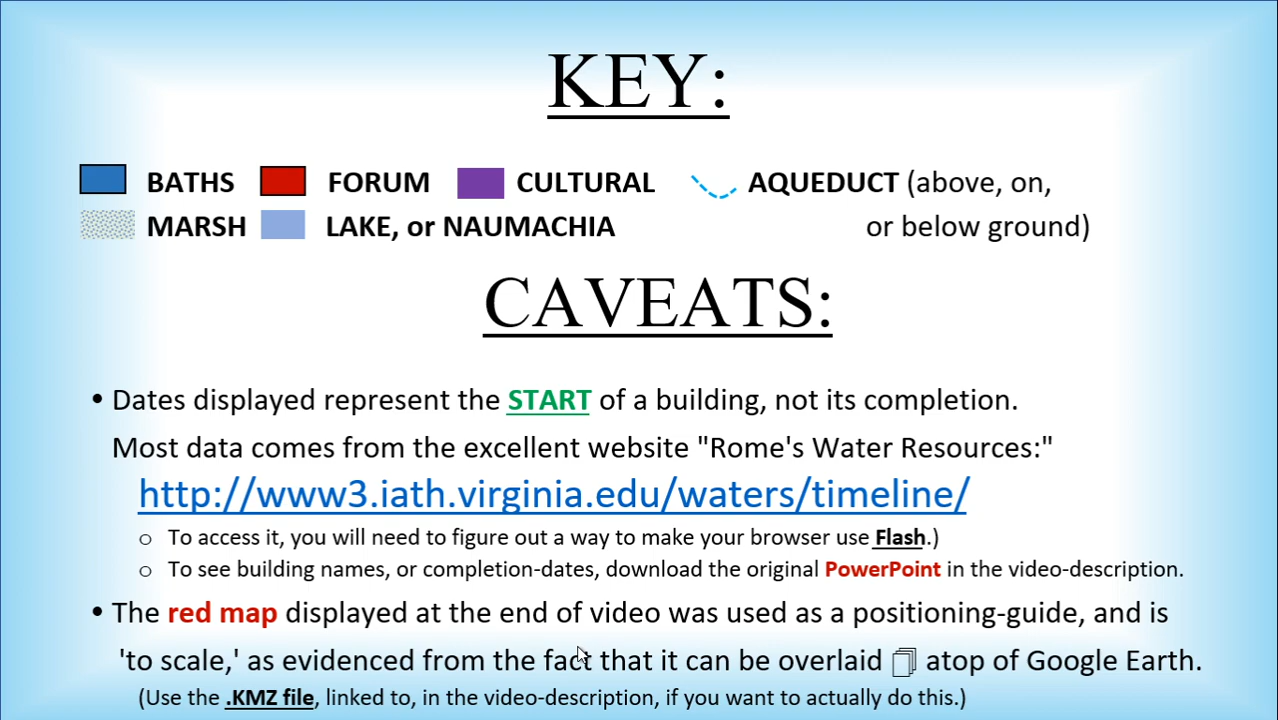 KEY:
BATHS FORUM CULTURAL AQUEDUCT (above, on,
MARSH LAKE, or NAUMACHIA or below ground)
CAVEATS:
• Dates displayed represent the START of a building, not its completion.
Most data comes from the excellent website "Rome's Water Resources:"
http://www3.iath.virginia.edu/waters/timeline/
o To access it, you will need to figure out a way to make your browser use Flash.)
o To see building names, or completion-dates, download the original PowerPoint in the video-description.
• The red map displayed at the end of video was used as a positioning-guide, and is
'to scale,' as evidenced from the fact that it can be overlaid atop of Google Earth.
(Use the .KMZ file, linked to, in the video-description, if you want to actually do this.)